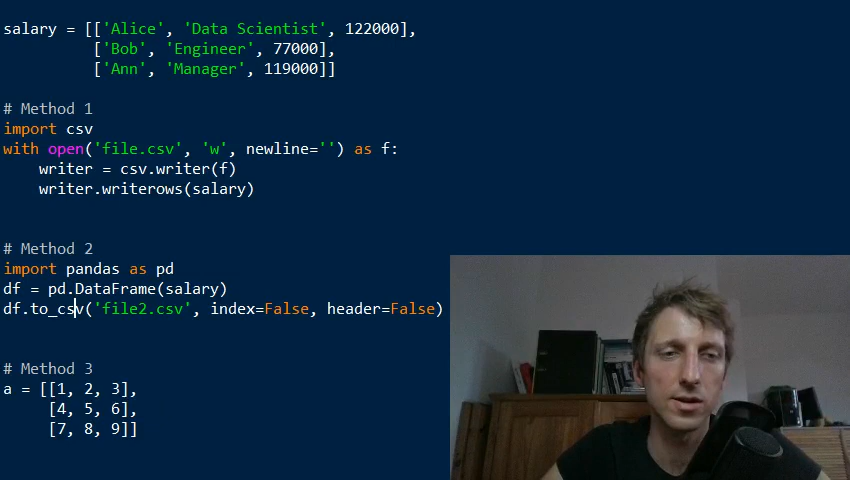 salary = [['Alice', 'Data Scientist', 122000],
['Bob', 'Engineer', 77000],
['Ann', 'Manager', 119000]]
# Method 1
import csv
with open('file.csv', 'w', newline='') as f:
    writer = csv.writer(f)
    writer.writerows(salary)
# Method 2
import pandas as pd
df = pd.DataFrame(salary)
df.to_csv('file2.csv', index=False, header=False)
# Method 3
a = [[1, 2, 3],
[4, 5, 6],
[7, 8, 9]]